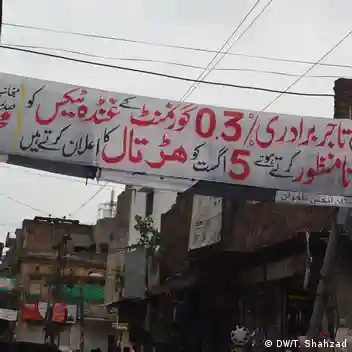 تاجر برادری 0.3% گورنمنٹ کے غنڈہ ٹیکس کو
نامنظور کرتے ہوئے 5 اگست کو ہڑتال کا اعلان کرتے ہیں
© DW/T. Shahzad